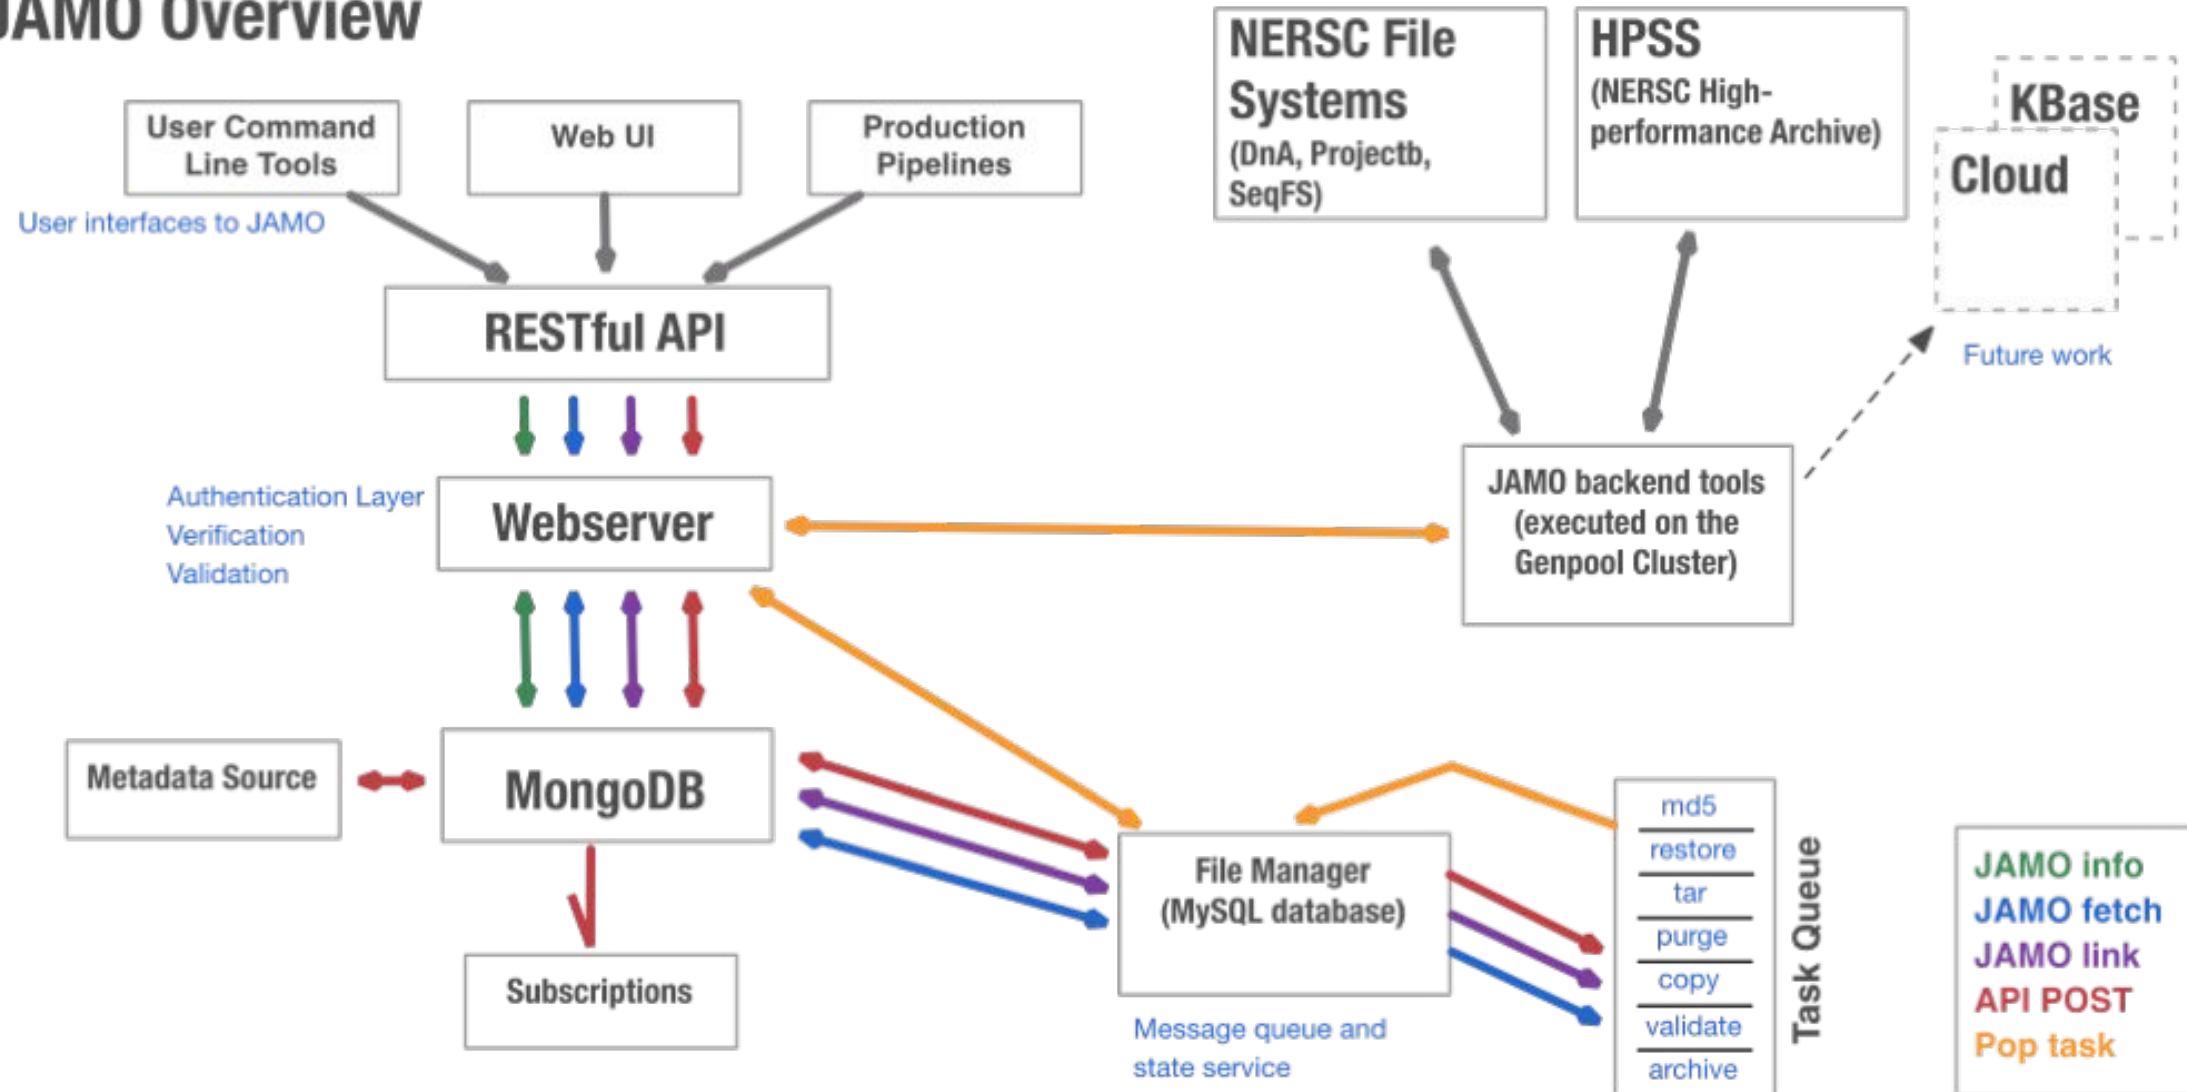 JAMO Overview
User Command
Line Tools
Web UI
Production
Pipelines
User interfaces to JAMO
RESTful API
Authentication Layer
Verification
Validation
Webserver
Metadata Source
MongoDB
Subscriptions
NERSC File
Systems
(DnA, Projectb,
SeqFS)
HPSS
(NERSC High-
performance Archive)
KBase
Cloud
Future work
JAMO backend tools
(executed on the
Genpool Cluster)
File Manager
(MySQL database)
Message queue and
state service
md5
restore
tar
purge
copy
validate
archive
Task Queue
JAMO info
JAMO fetch
JAMO link
API POST
Pop task